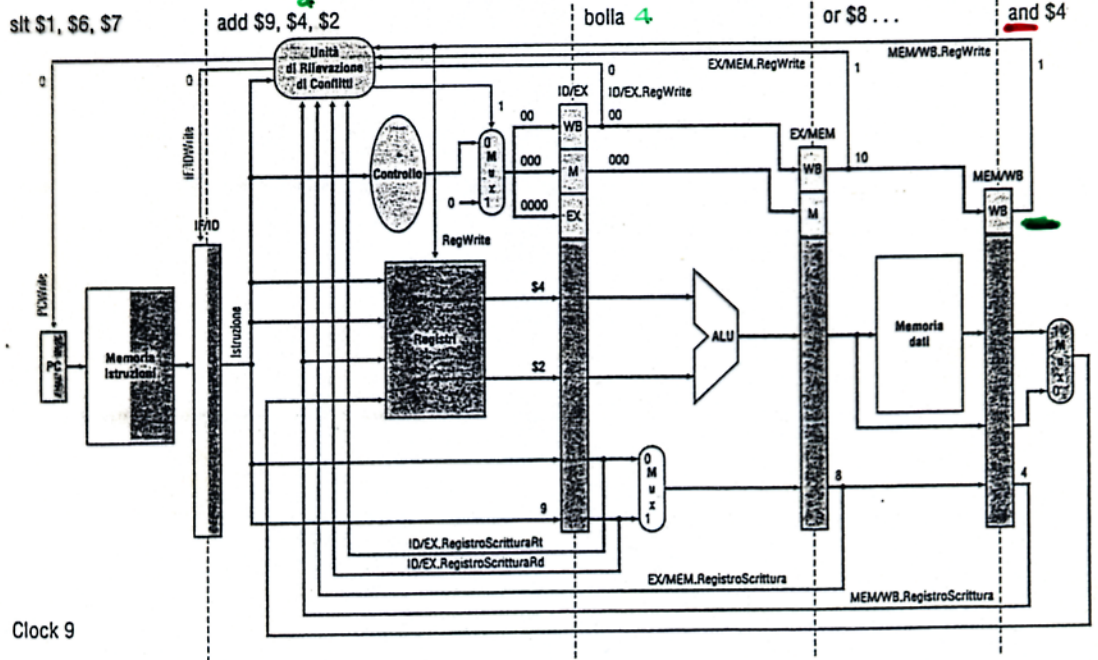 slt $1, $6, $7
add $9, $4, $2
bolla 4
or $8 . . .
and $4
Unità
di Rilevazione
di Conflitti
MEM/WB.RegWrite
EX/MEM.RegWrite
1
1
0
0
0
ID/EX.RegWrite
ID/EX
1
00
WB
00
EX/MEM
IF/IDWrite
Controllo
0
M
u
x
1
000
M
000
WB
10
MEM/WB
0
0000
EX
M
WB
IF/ID
RegWrite
PCWrite
Istruzione
$4
Registri
$2
ALU
Memoria
dati
Memoria
istruzioni
1
M
u
x
0
0
M
u
x
1
8
4
9
ID/EX.RegistroScritturaRt
ID/EX.RegistroScritturaRd
EX/MEM.RegistroScrittura
MEM/WB.RegistroScrittura
Clock 9